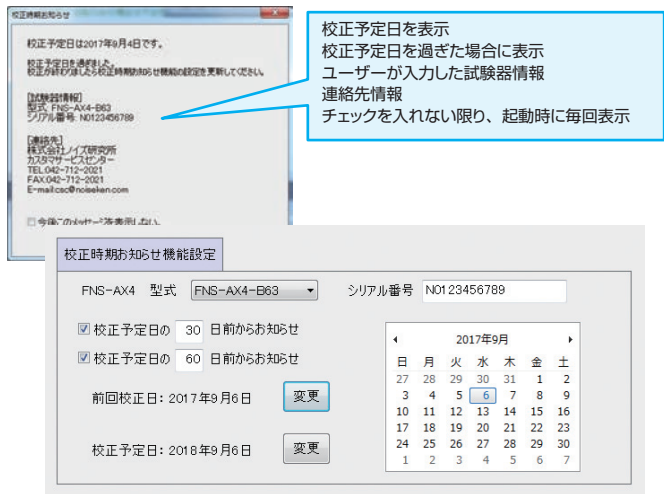 校正時期お知らせ
校正予定日は2017年9月4日です。
校正予定日を過ぎました。
校正が終わりましたら校正時期お知らせ機能の設定を更新してください。
[試験器情報]
型式 FNS-AX4-B63
シリアル番号 N0123456789
[連絡先]
株式会社ノイズ研究所
カスタマサービスセンター
TEL:042-712-2021
FAX:042-712-2021
E-mail:csc@noiseken.com
今後このメッセージを表示しない。
校正予定日を表示
校正予定日を過ぎた場合に表示
ユーザーが入力した試験器情報
連絡先情報
チェックを入れない限り、起動時に毎回表示
校正時期お知らせ機能設定
FNS-AX4 型式 FNS-AX4-B63 シリアル番号 N0123456789
校正予定日の 30 日前からお知らせ
校正予定日の 60 日前からお知らせ
前回校正日：2017年9月6日 変更
校正予定日：2018年9月6日 変更
2017年9月
日 月 火 水 木 金 土
27 28 29 30 31 1 2
3 4 5 6 7 8 9
10 11 12 13 14 15 16
17 18 19 20 21 22 23
24 25 26 27 28 29 30
1 2 3 4 5 6 7